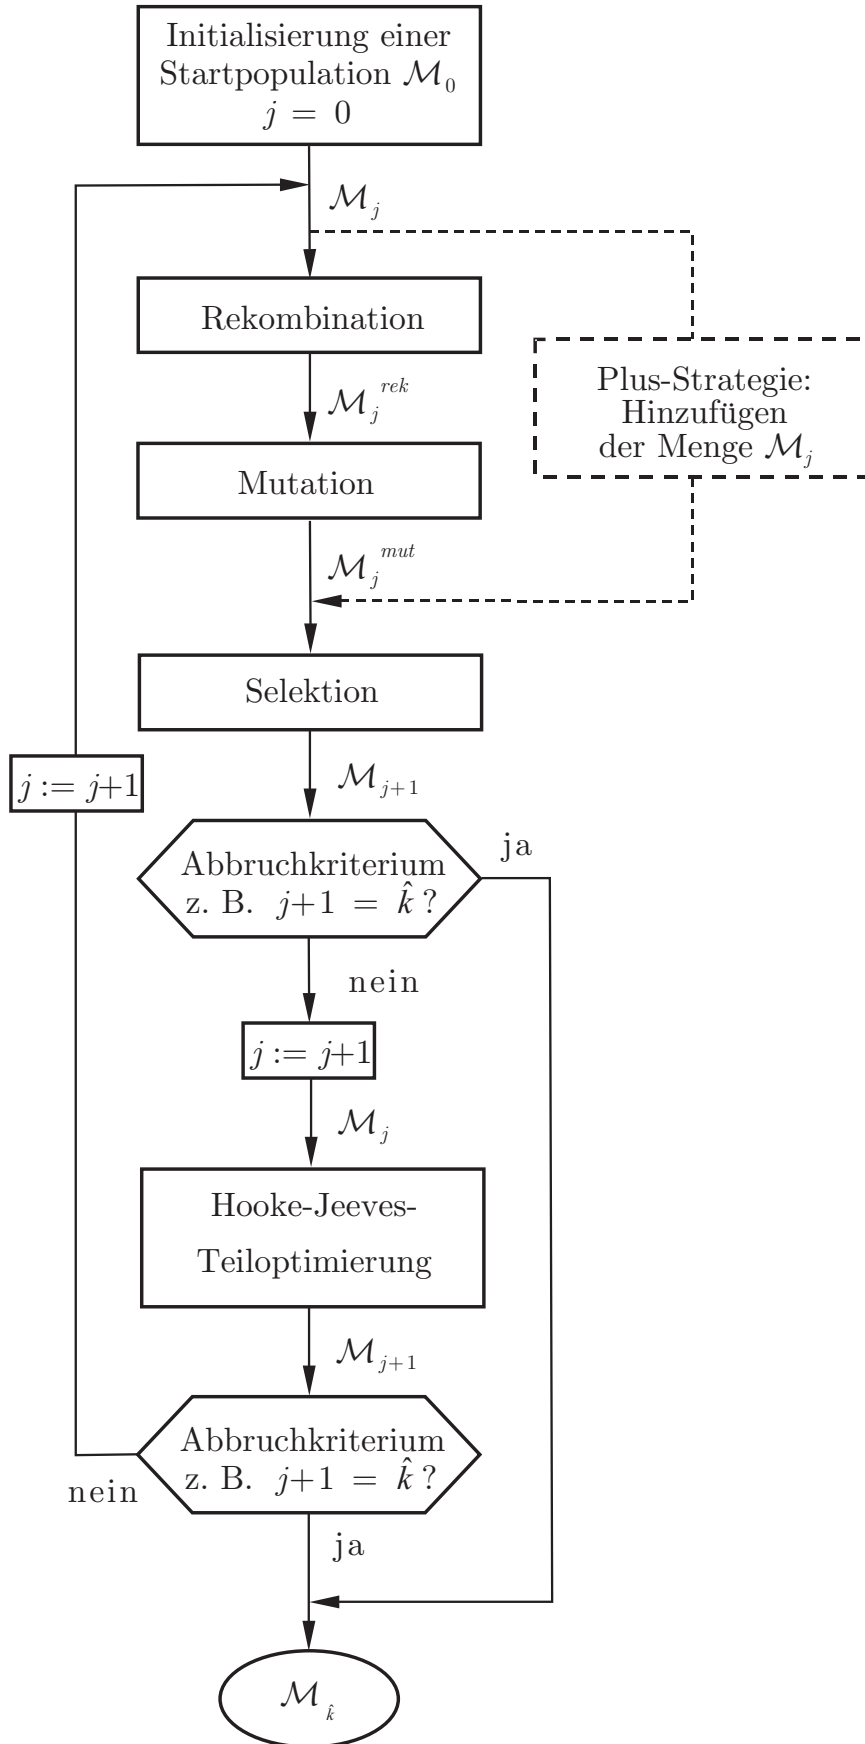 Initialisierung einer
Startpopulation ℳ₀
j = 0
ℳ_j
Rekombination
Plus-Strategie:
Hinzufügen
der Menge ℳ_j
ℳ_j^rek
Mutation
ℳ_j^mut
Selektion
ℳ_{j+1}
j := j+1
Abbruchkriterium
z. B. j+1 = k̂ ?
ja
nein
j := j+1
ℳ_j
Hooke-Jeeves-
Teiloptimierung
ℳ_{j+1}
Abbruchkriterium
z. B. j+1 = k̂ ?
nein
ja
ℳ_k̂